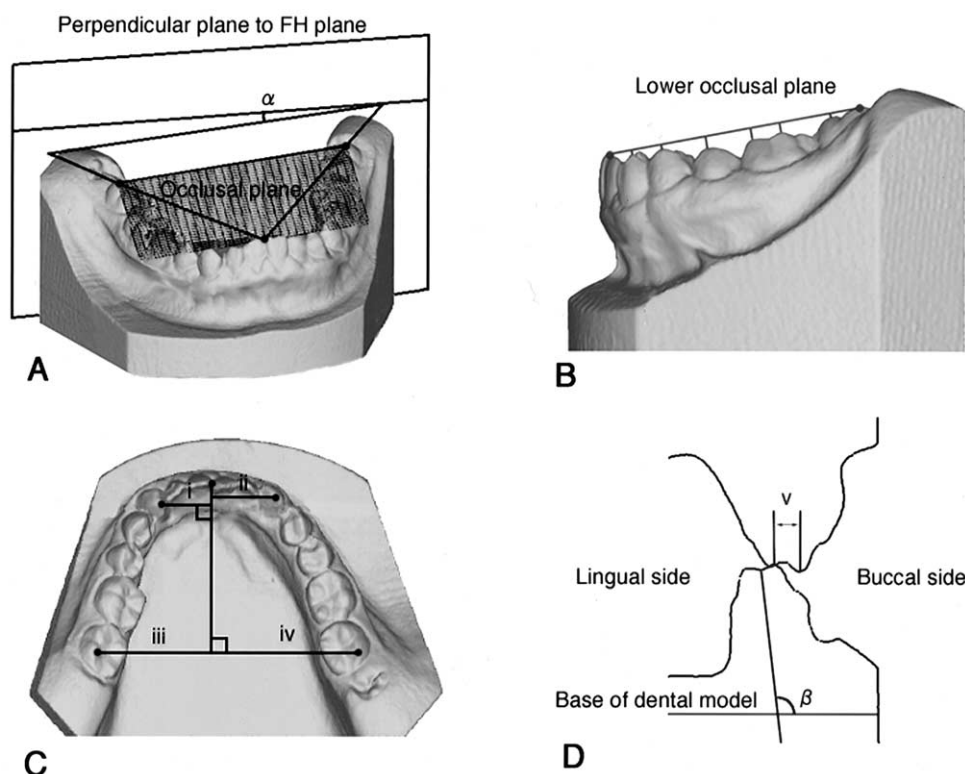 Perpendicular plane to FH plane
α
Occlusal plane
A
Lower occlusal plane
B
i
ii
iii
iv
C
v
Lingual side
Buccal side
Base of dental model
β
D